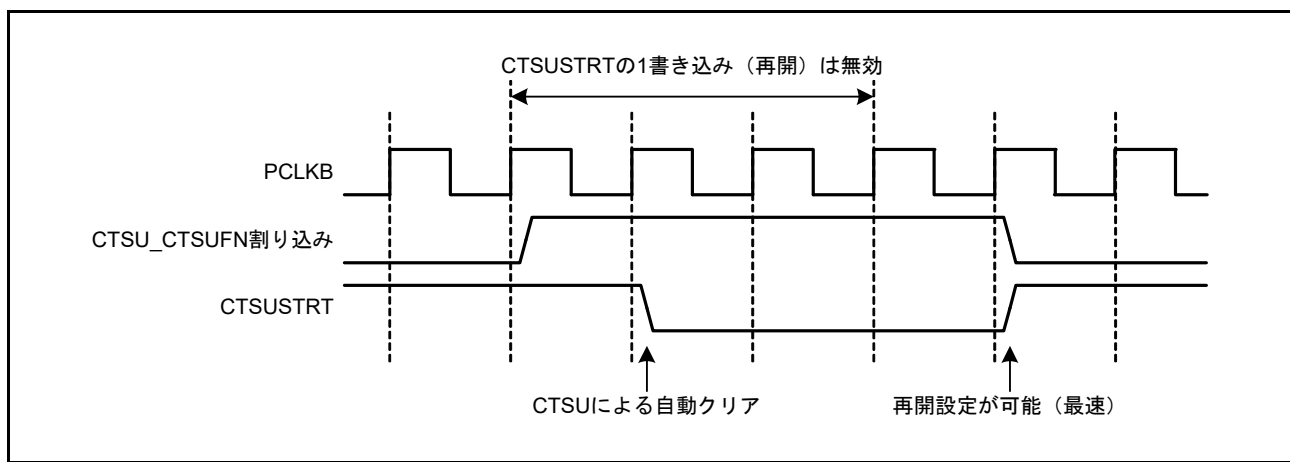 CTSUSTRTの1書き込み（再開）は無効
PCLKB
CTSU_CTSUFN割り込み
CTSUSTRT
CTSUによる自動クリア
再開設定が可能（最速）